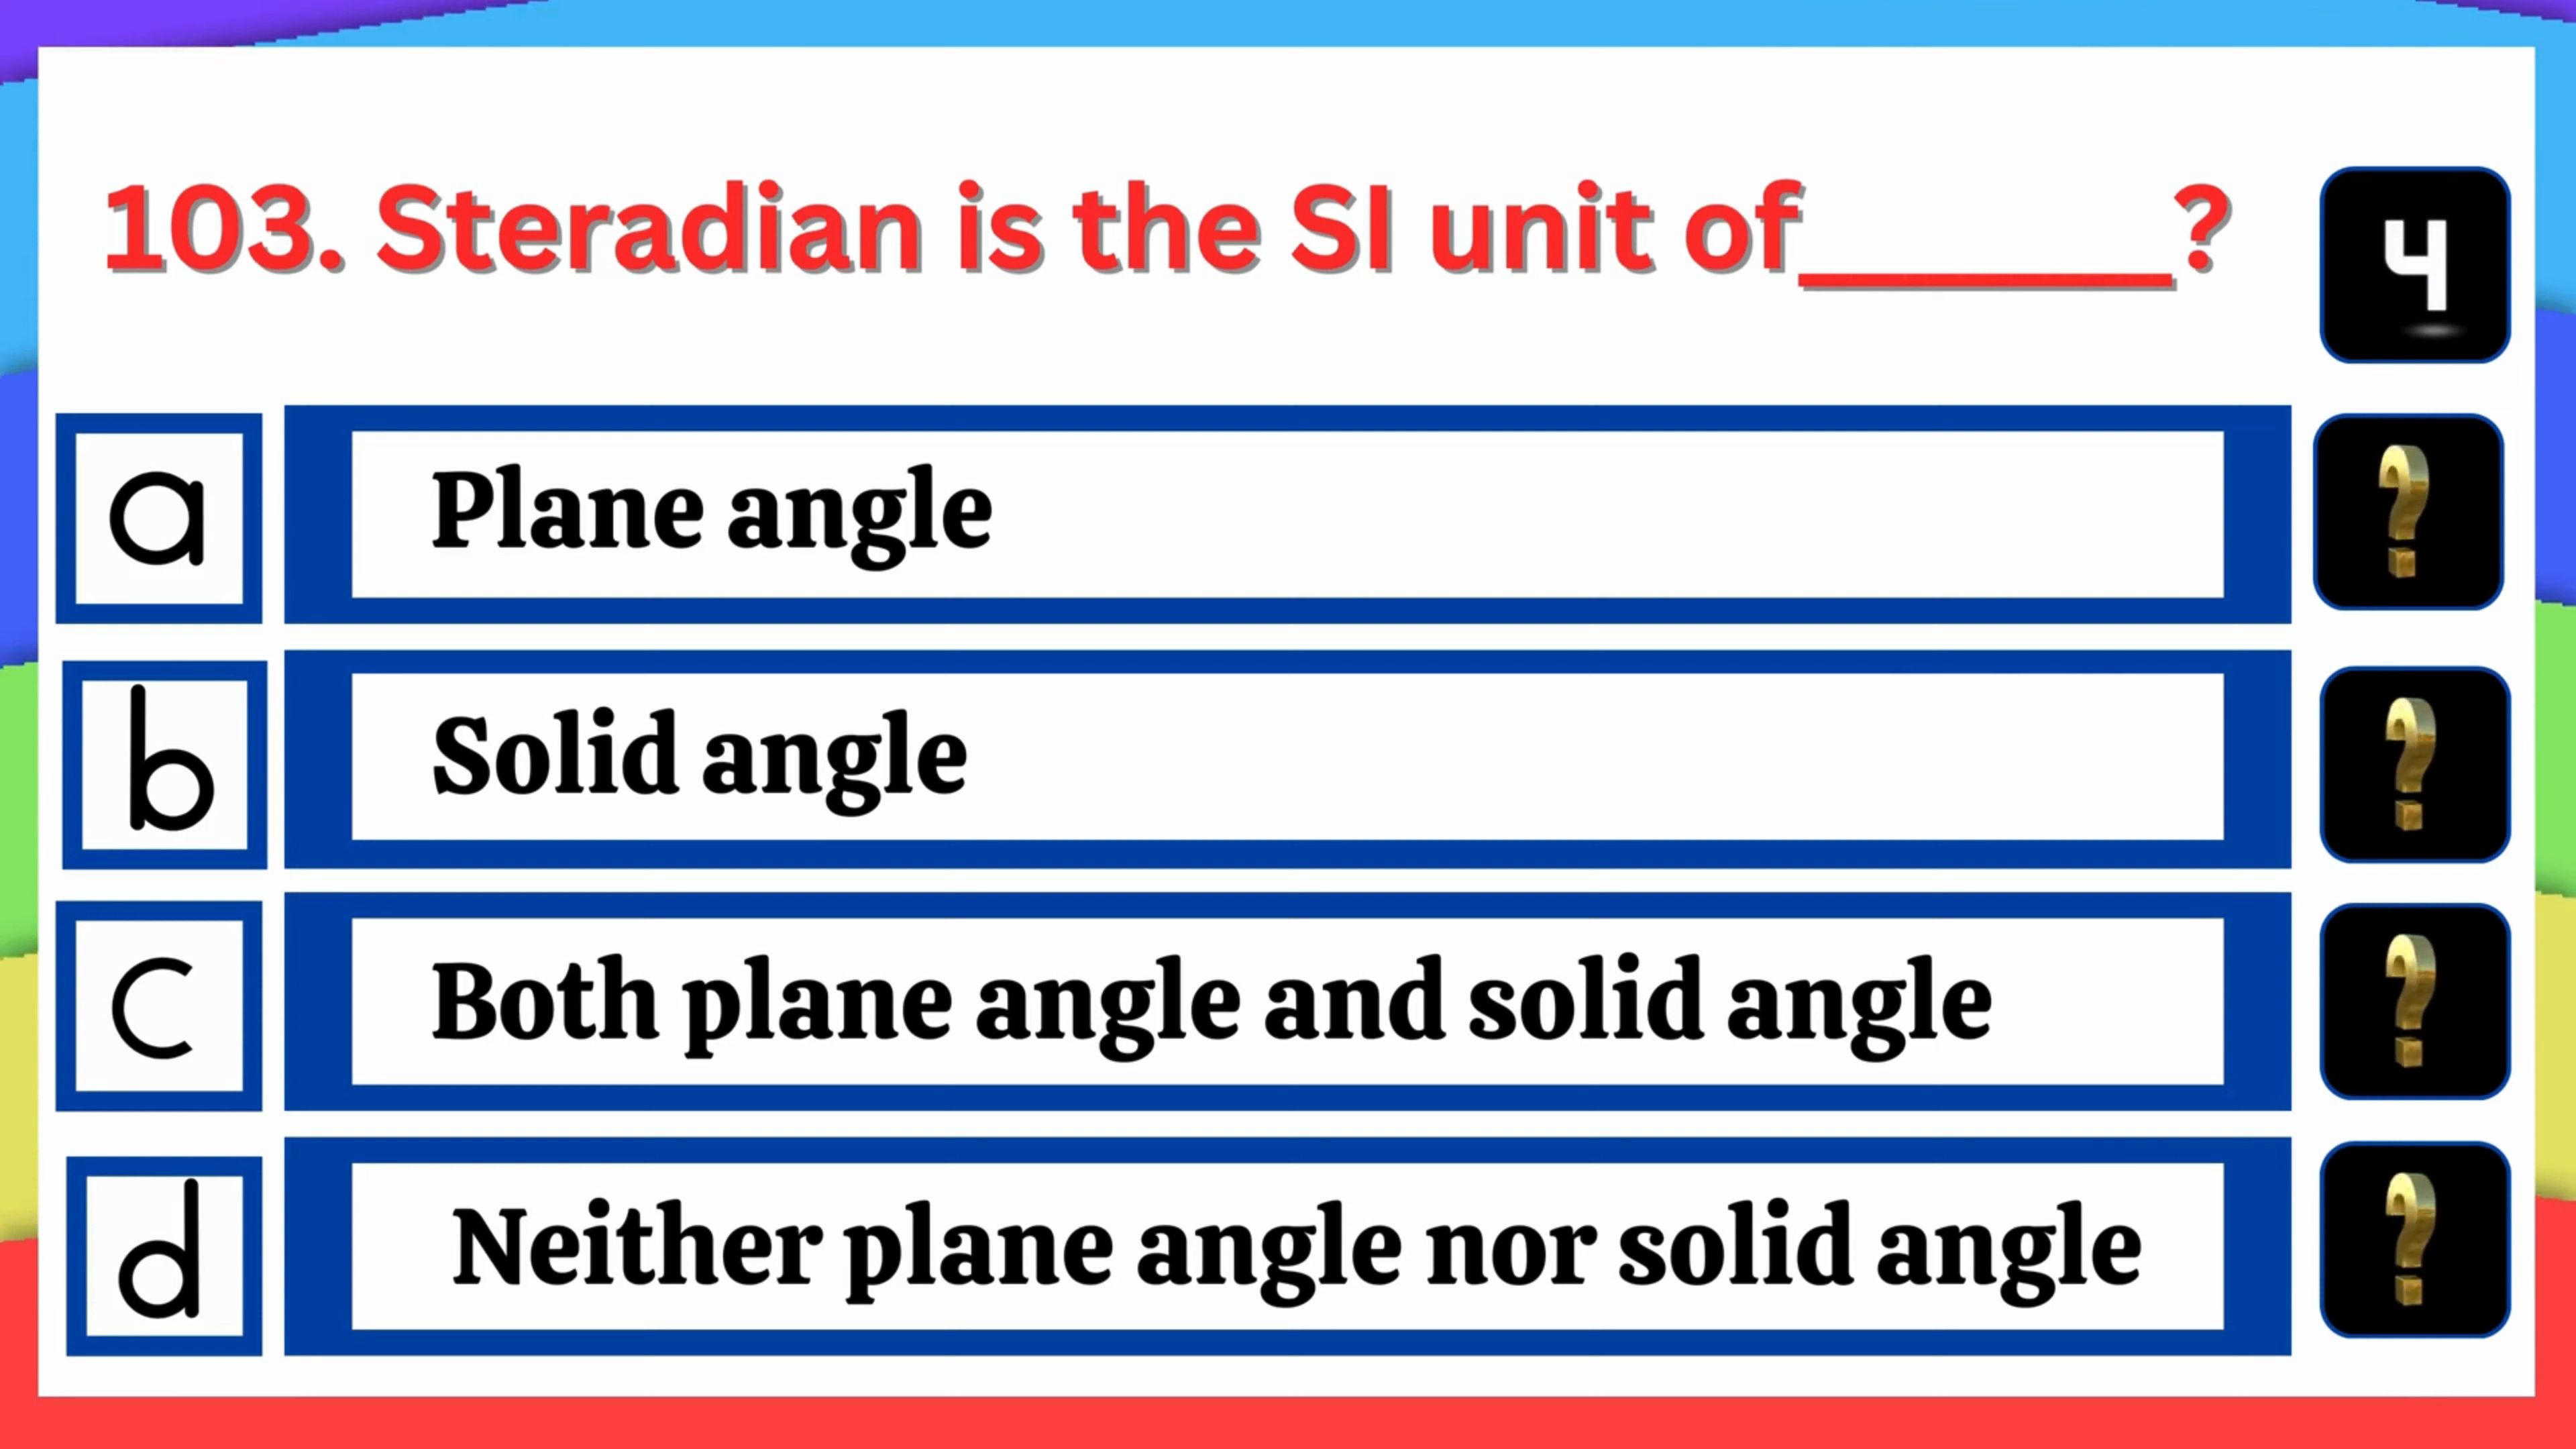 103. Steradian is the SI unit of_______?
4
a
Plane angle
?
b
Solid angle
?
c
Both plane angle and solid angle
?
d
Neither plane angle nor solid angle
?